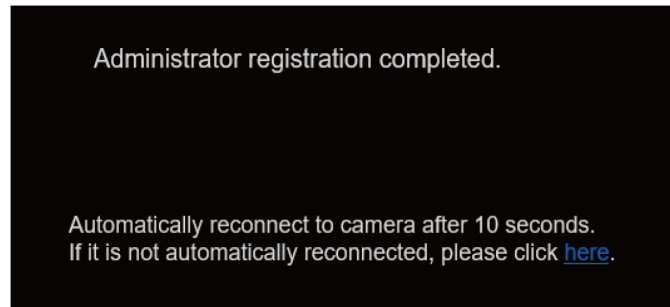 Administrator registration completed.
Automatically reconnect to camera after 10 seconds.
If it is not automatically reconnected, please click here.